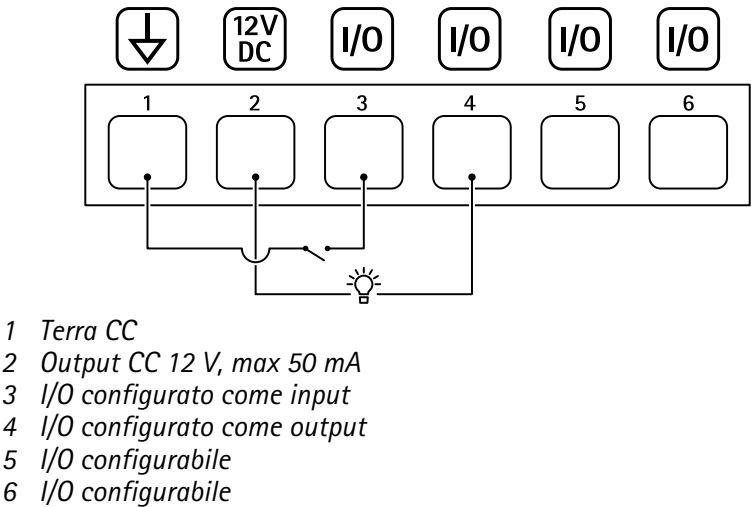 12V DC I/O I/O I/O I/O
1 2 3 4 5 6
1 Terra CC
2 Output CC 12 V, max 50 mA
3 I/O configurato come input
4 I/O configurato come output
5 I/O configurabile
6 I/O configurabile